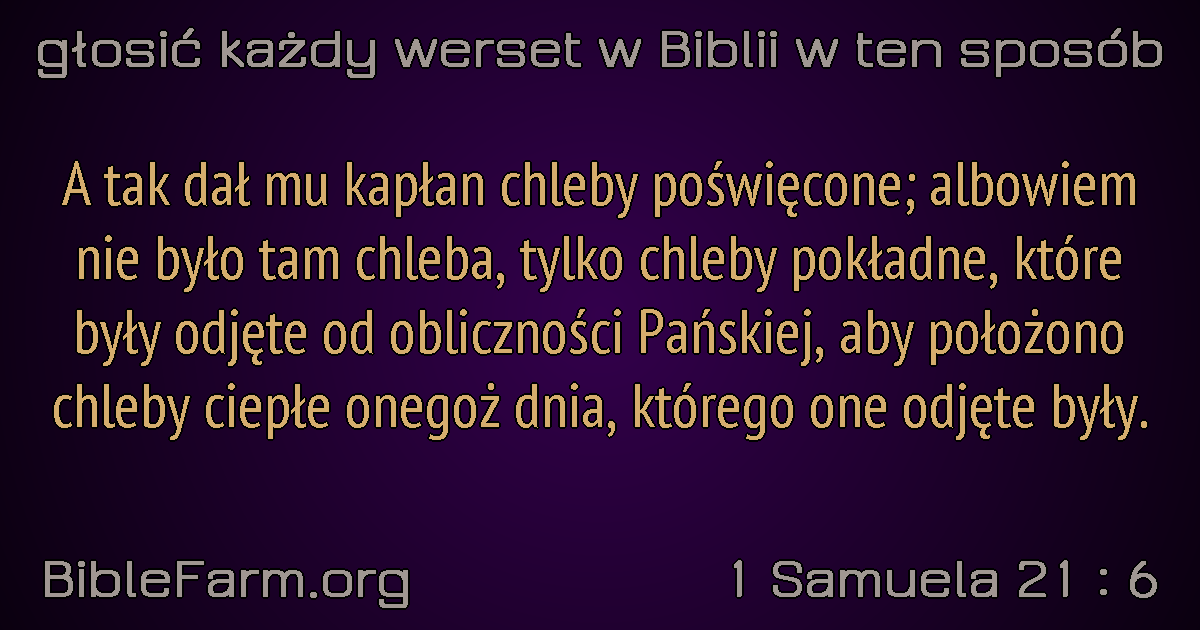 głosić każdy werset w Biblii w ten sposób
A tak dał mu kapłan chleby poświęcone; albowiem
nie było tam chleba, tylko chleby pokładne, które
były odjęte od obliczności Pańskiej, aby położono
chleby ciepłe onegoż dnia, którego one odjęte były.
BibleFarm.org
1 Samuela 21 : 6